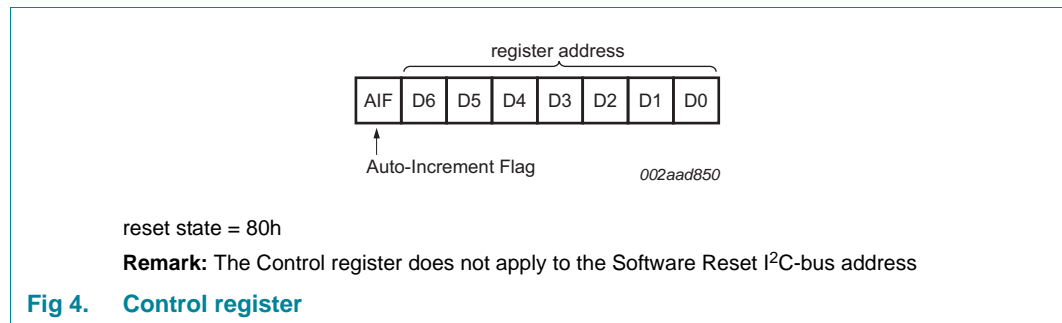 register address
AIF D6 D5 D4 D3 D2 D1 D0
Auto-Increment Flag
002aad850
reset state = 80h
Remark: The Control register does not apply to the Software Reset I²C-bus address
Fig 4. Control register